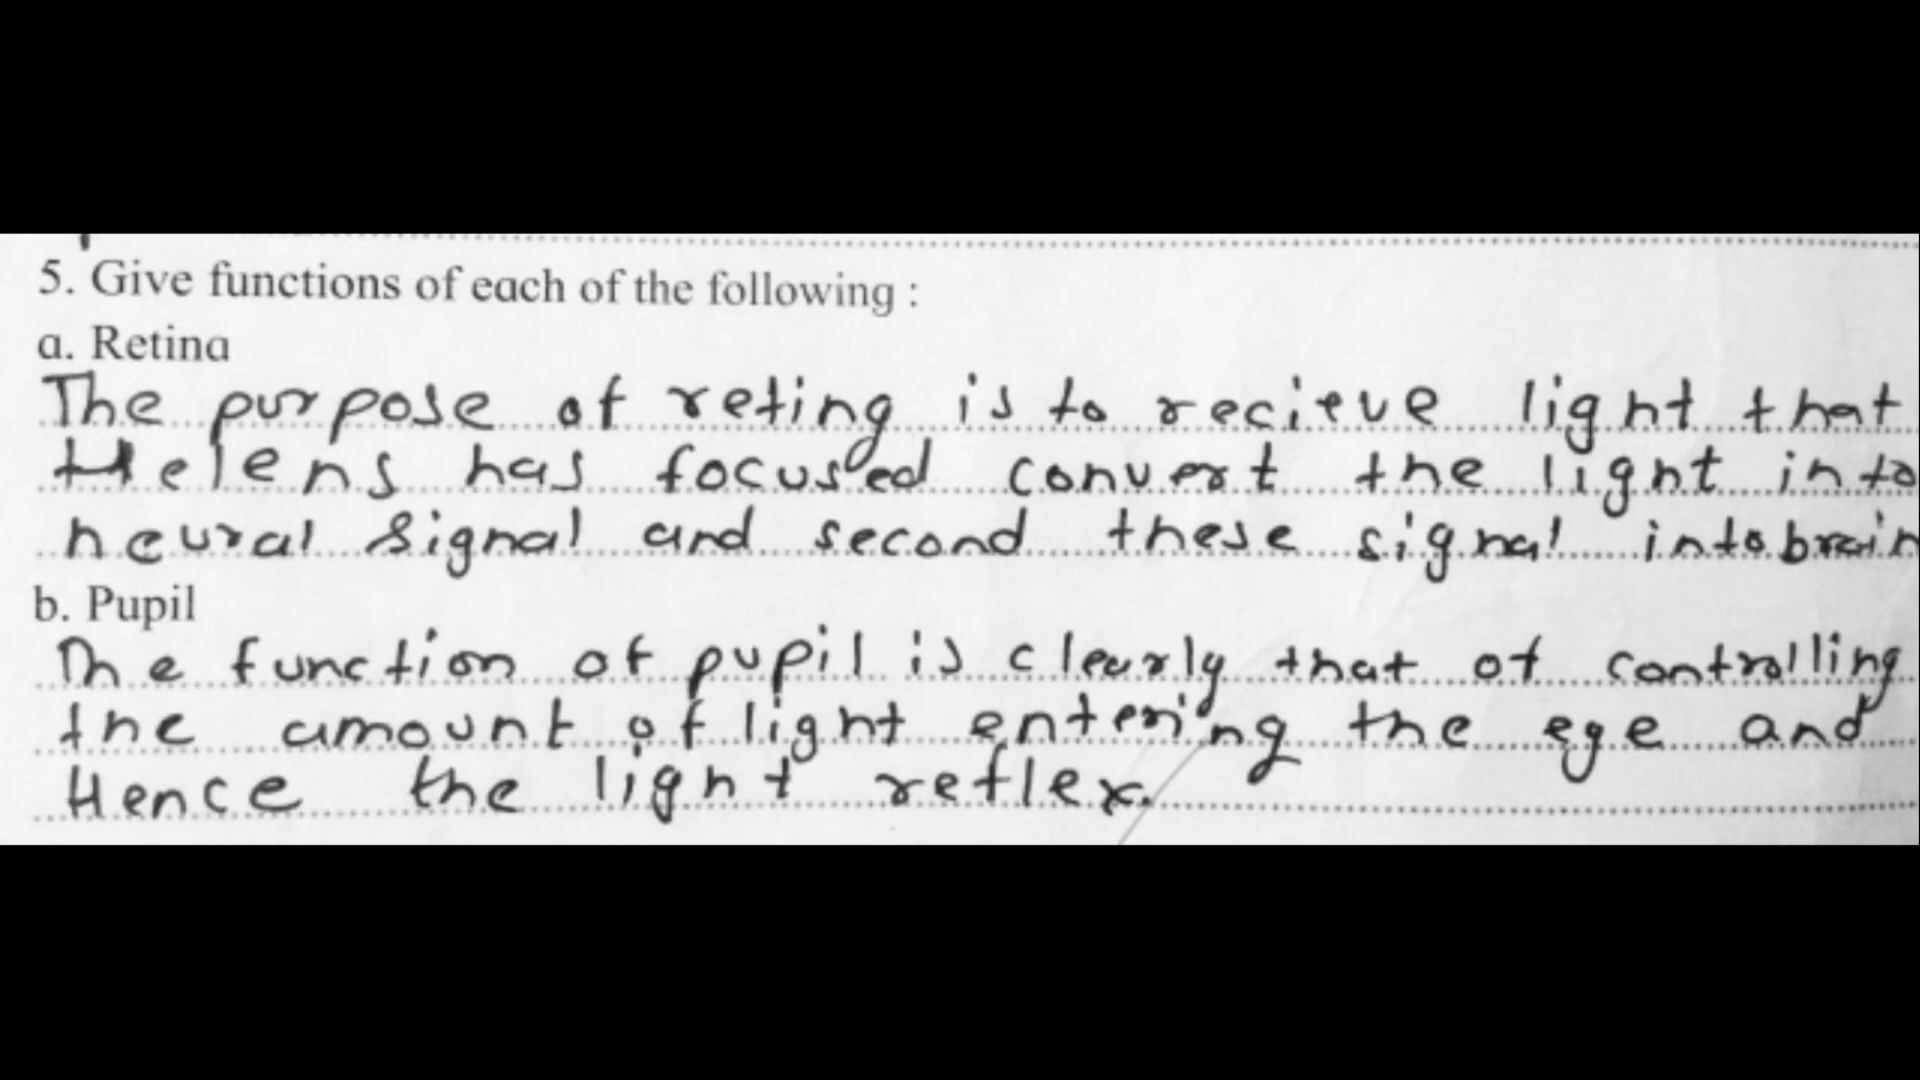 5. Give functions of each of the following :
a. Retina
The purpose of reting is to recieve light that
Helens has focused convert the light into
neural signal and second these signal into brain
b. Pupil
The function of pupil is clearly that of controlling
the amount of light entering the ege and
Hence the light reflex.